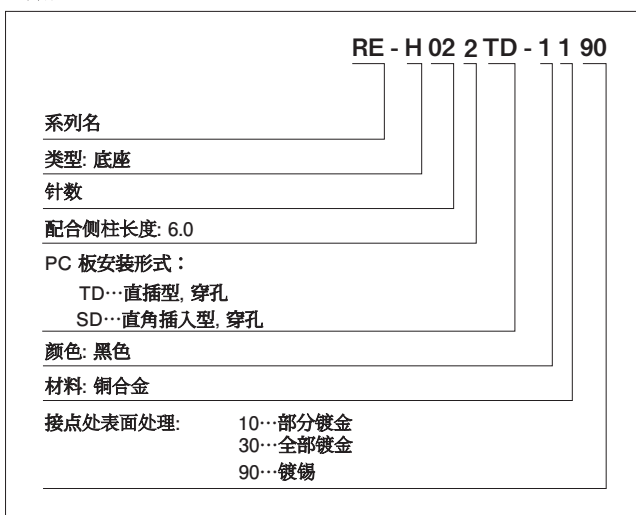 RE - H 02 2 TD - 1 1 90
系列名
类型: 底座
针数
配合侧柱长度: 6.0
PC 板安装形式：
TD…直插型, 穿孔
SD…直角插入型, 穿孔
颜色: 黑色
材料: 铜合金
接点处表面处理: 10…部分镀金
30…全部镀金
90…镀锡